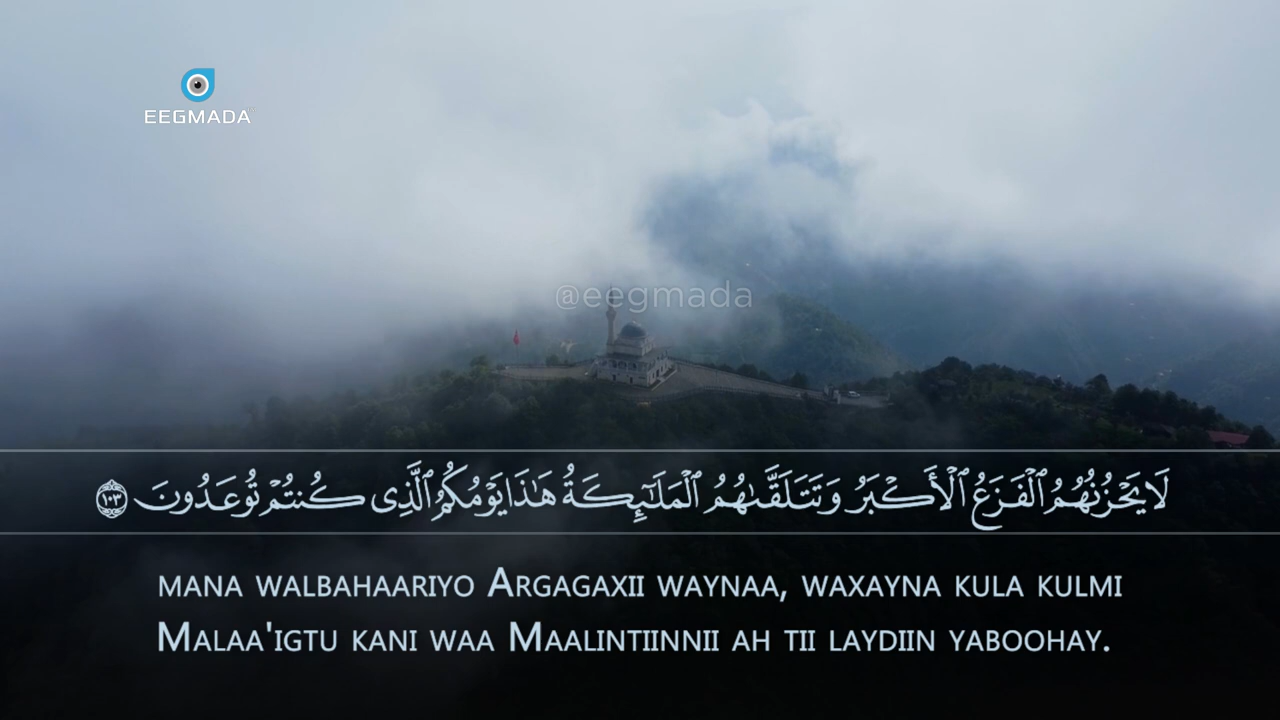 EEGMADA
@eegmada
لَا يَحْزُنُهُمُ ٱلْفَزَعُ ٱلْأَكْبَرُ وَتَتَلَقَّىٰهُمُ ٱلْمَلَـٰٓئِكَةُ هَـٰذَا يَوْمُكُمُ ٱلَّذِى كُنتُمْ تُوعَدُونَ ١٠٣
MANA WALBAHAARIYO ARGAGAXII WAYNAA, WAXAYNA KULA KULMI
MALAA'IGTU KANI WAA MAALINTIINNII AH TII LAYDIIN YABOOHAY.